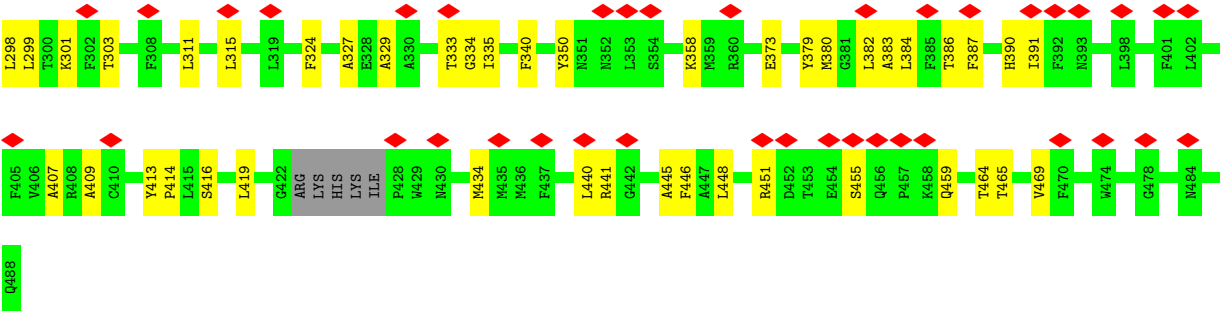 L298 L299 T300 K301 F302 T303 F308 L311 L315 L319 F324 A327 E328 A329 A330 T333 G334 I335 F340 Y350 N351 N352 L353 S354 K358 M359 R360 E373 Y379 M380 G381 L382 A383 L384 F385 T386 F387 H390 I391 F392 N393 L398 F401 L402
F405 V406 A407 R408 A409 C410 Y413 P414 L415 S416 L419 G422 ARG LYS HIS LYS ILE P428 W429 N430 M434 M435 M436 F437 L440 R441 G442 A445 F446 A447 L448 R451 D452 T453 E454 S455 Q456 P457 K458 Q459 T464 T465 V469 F470 W474 G478 N484
Q488